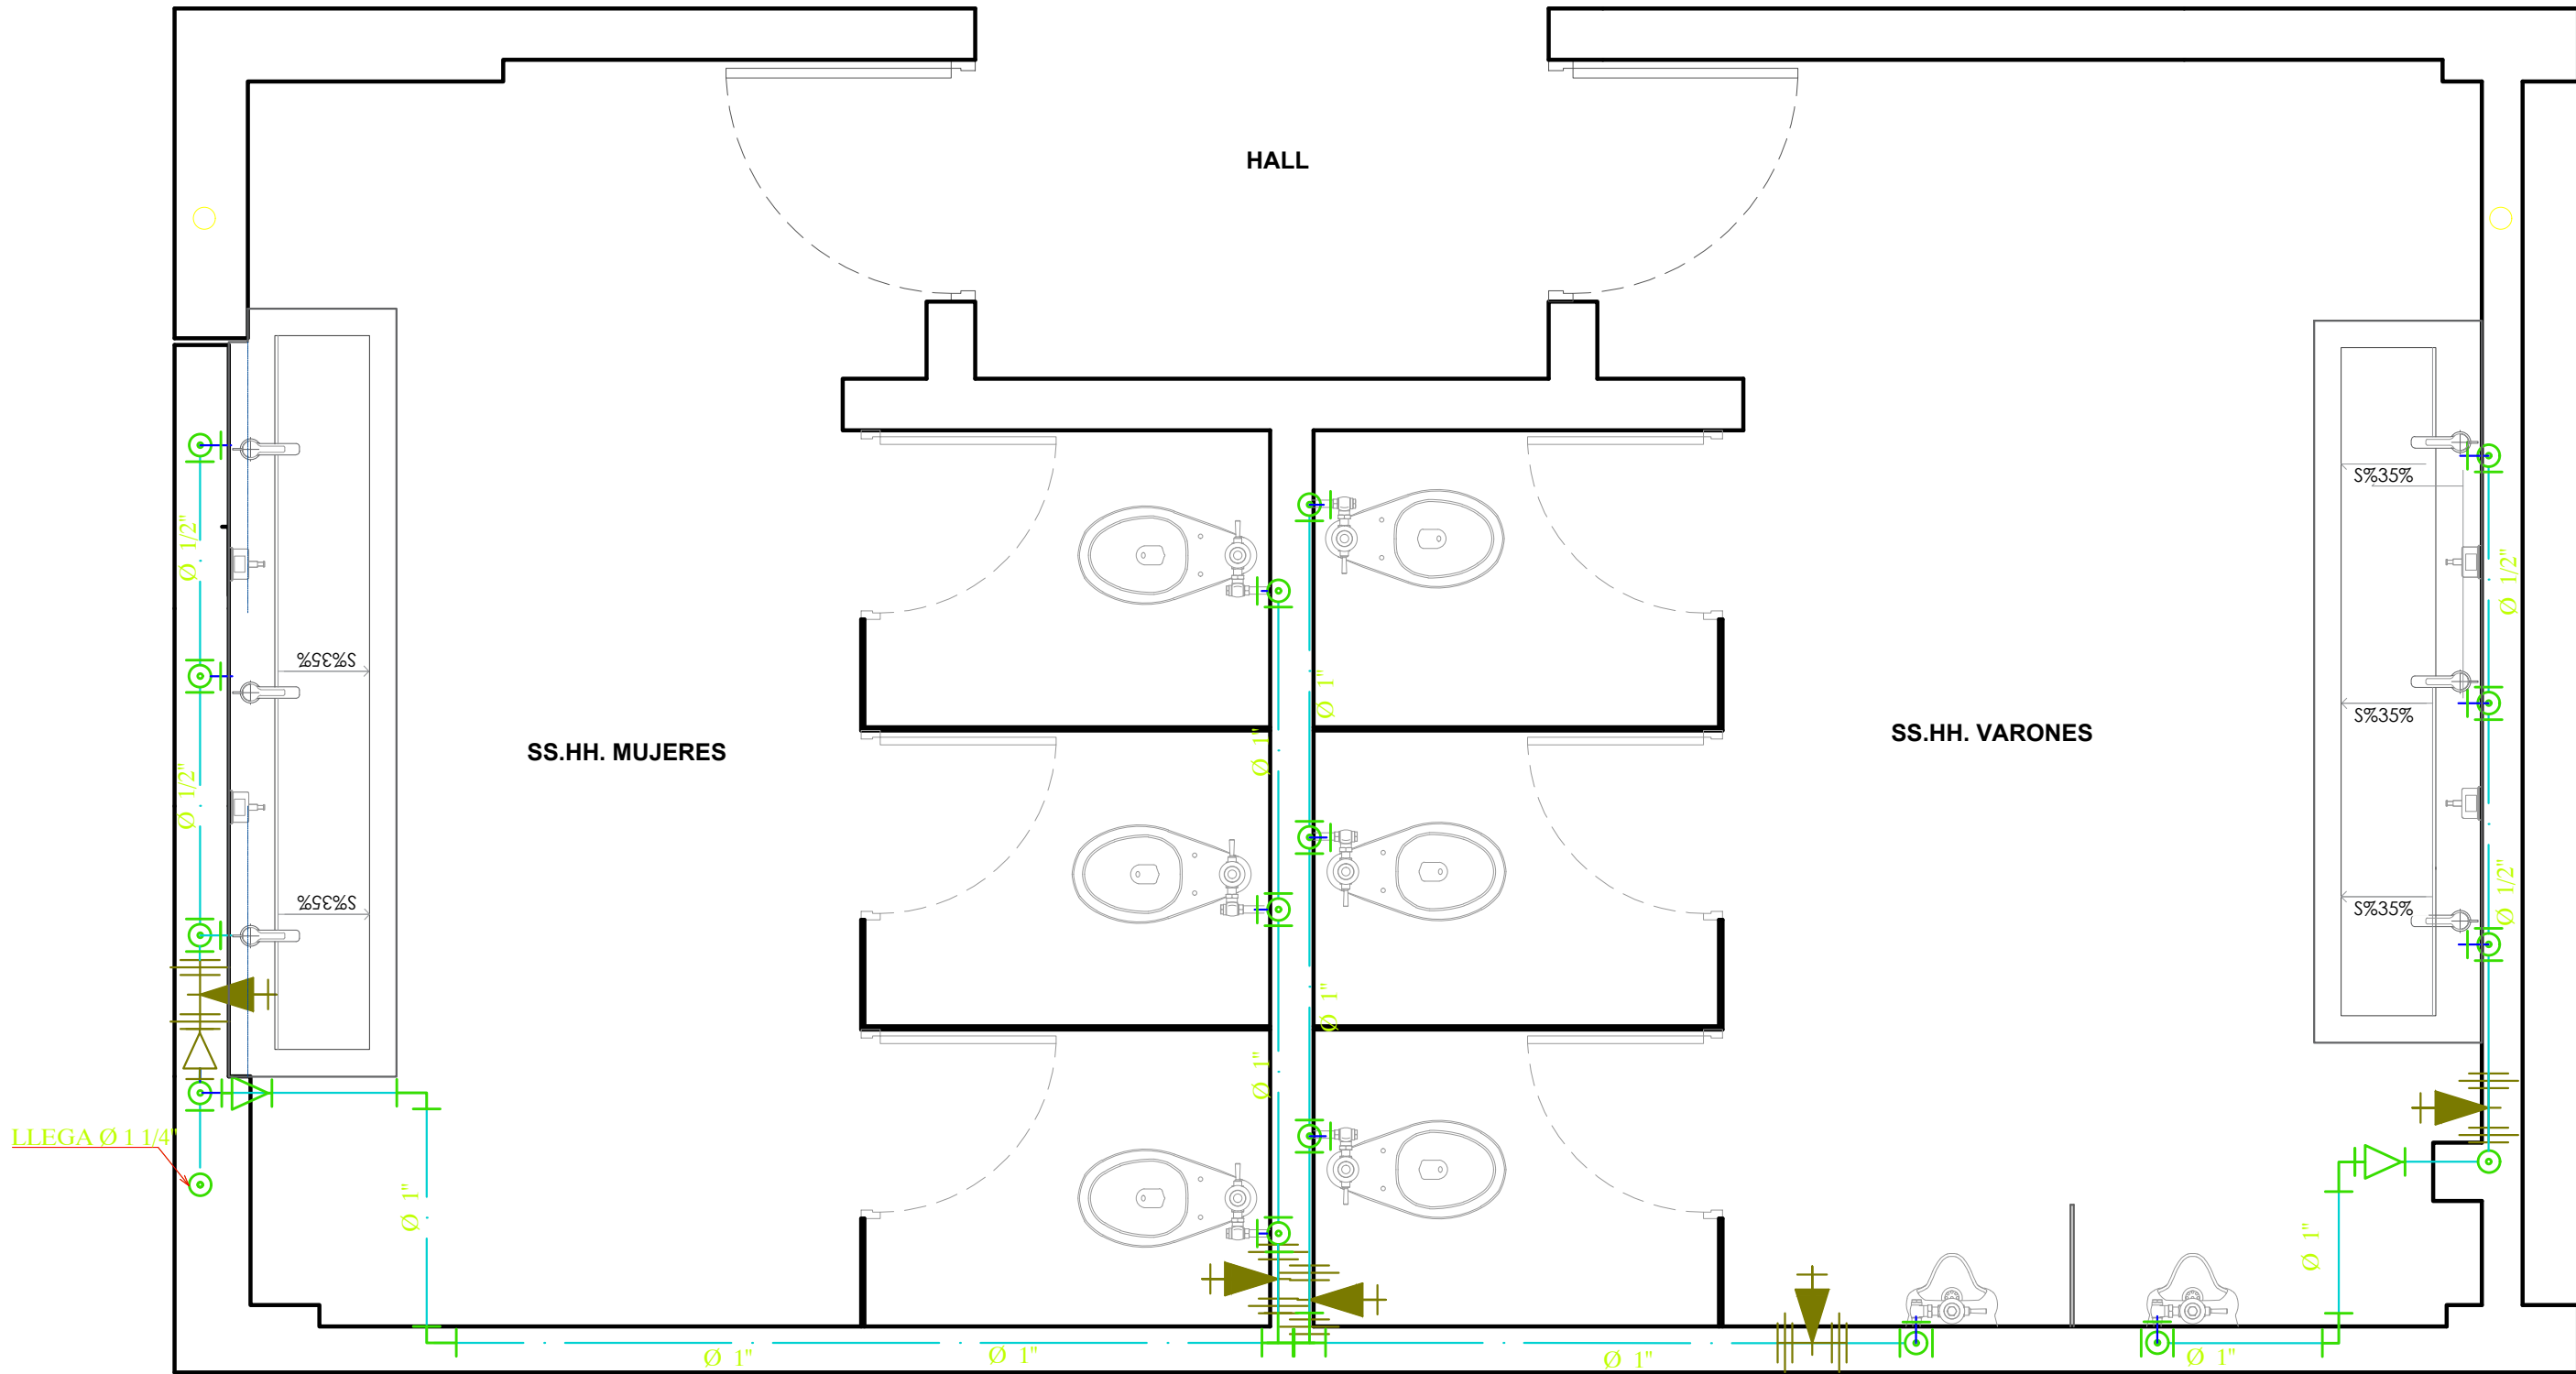 HALL
S%35%
Ø 1/2"
Ø 1/2"
S%35%
Ø 1"
S%35%
SS.HH. MUJERES
SS.HH. VARONES
Ø 1"
Ø 1/2"
Ø 1/2"
S%35%
S%35%
Ø 1"
Ø 1"
LLEGA Ø 1 1/4"
Ø 1"
Ø 1"
Ø 1"
Ø 1"
Ø 1"
Ø 1"